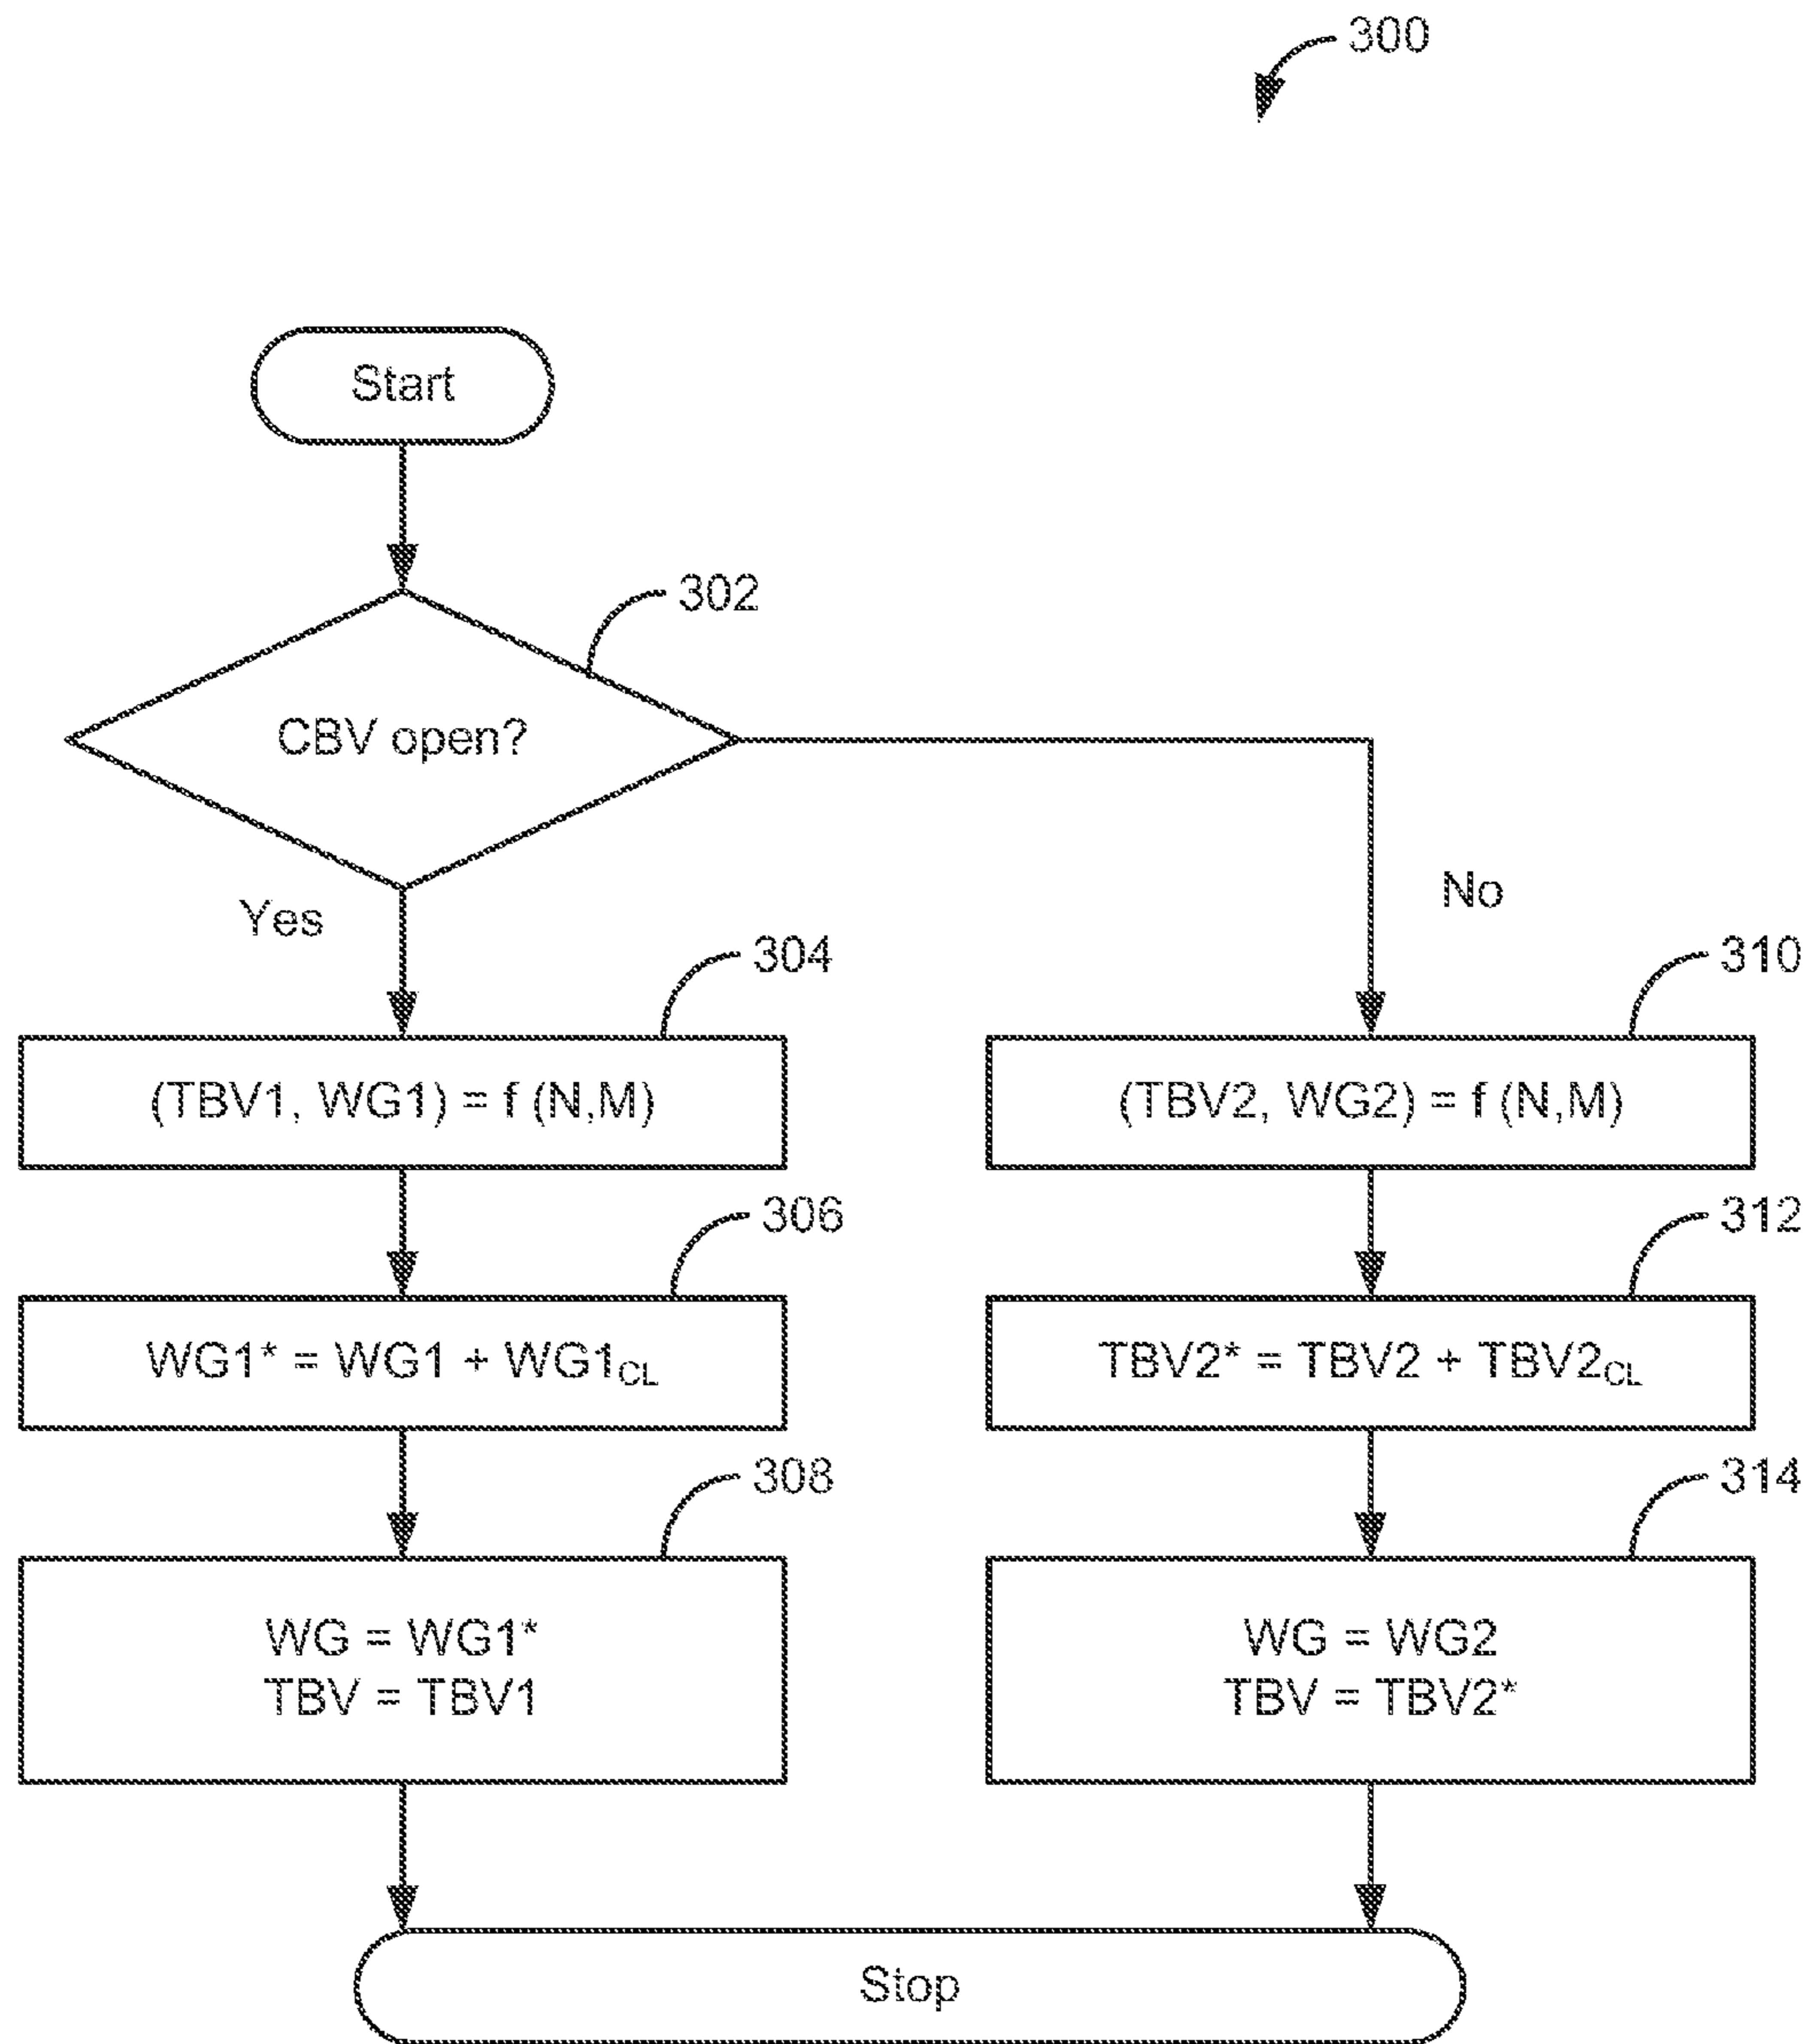 300
Start
302
CBV open?
Yes
No
304
310
(TBV1, WG1) = f (N,M)
(TBV2, WG2) = f (N,M)
306
312
WG1* = WG1 + WG1CL
TBV2* = TBV2 + TBV2CL
308
314
WG = WG1*
TBV = TBV1
WG = WG2
TBV = TBV2*
Stop